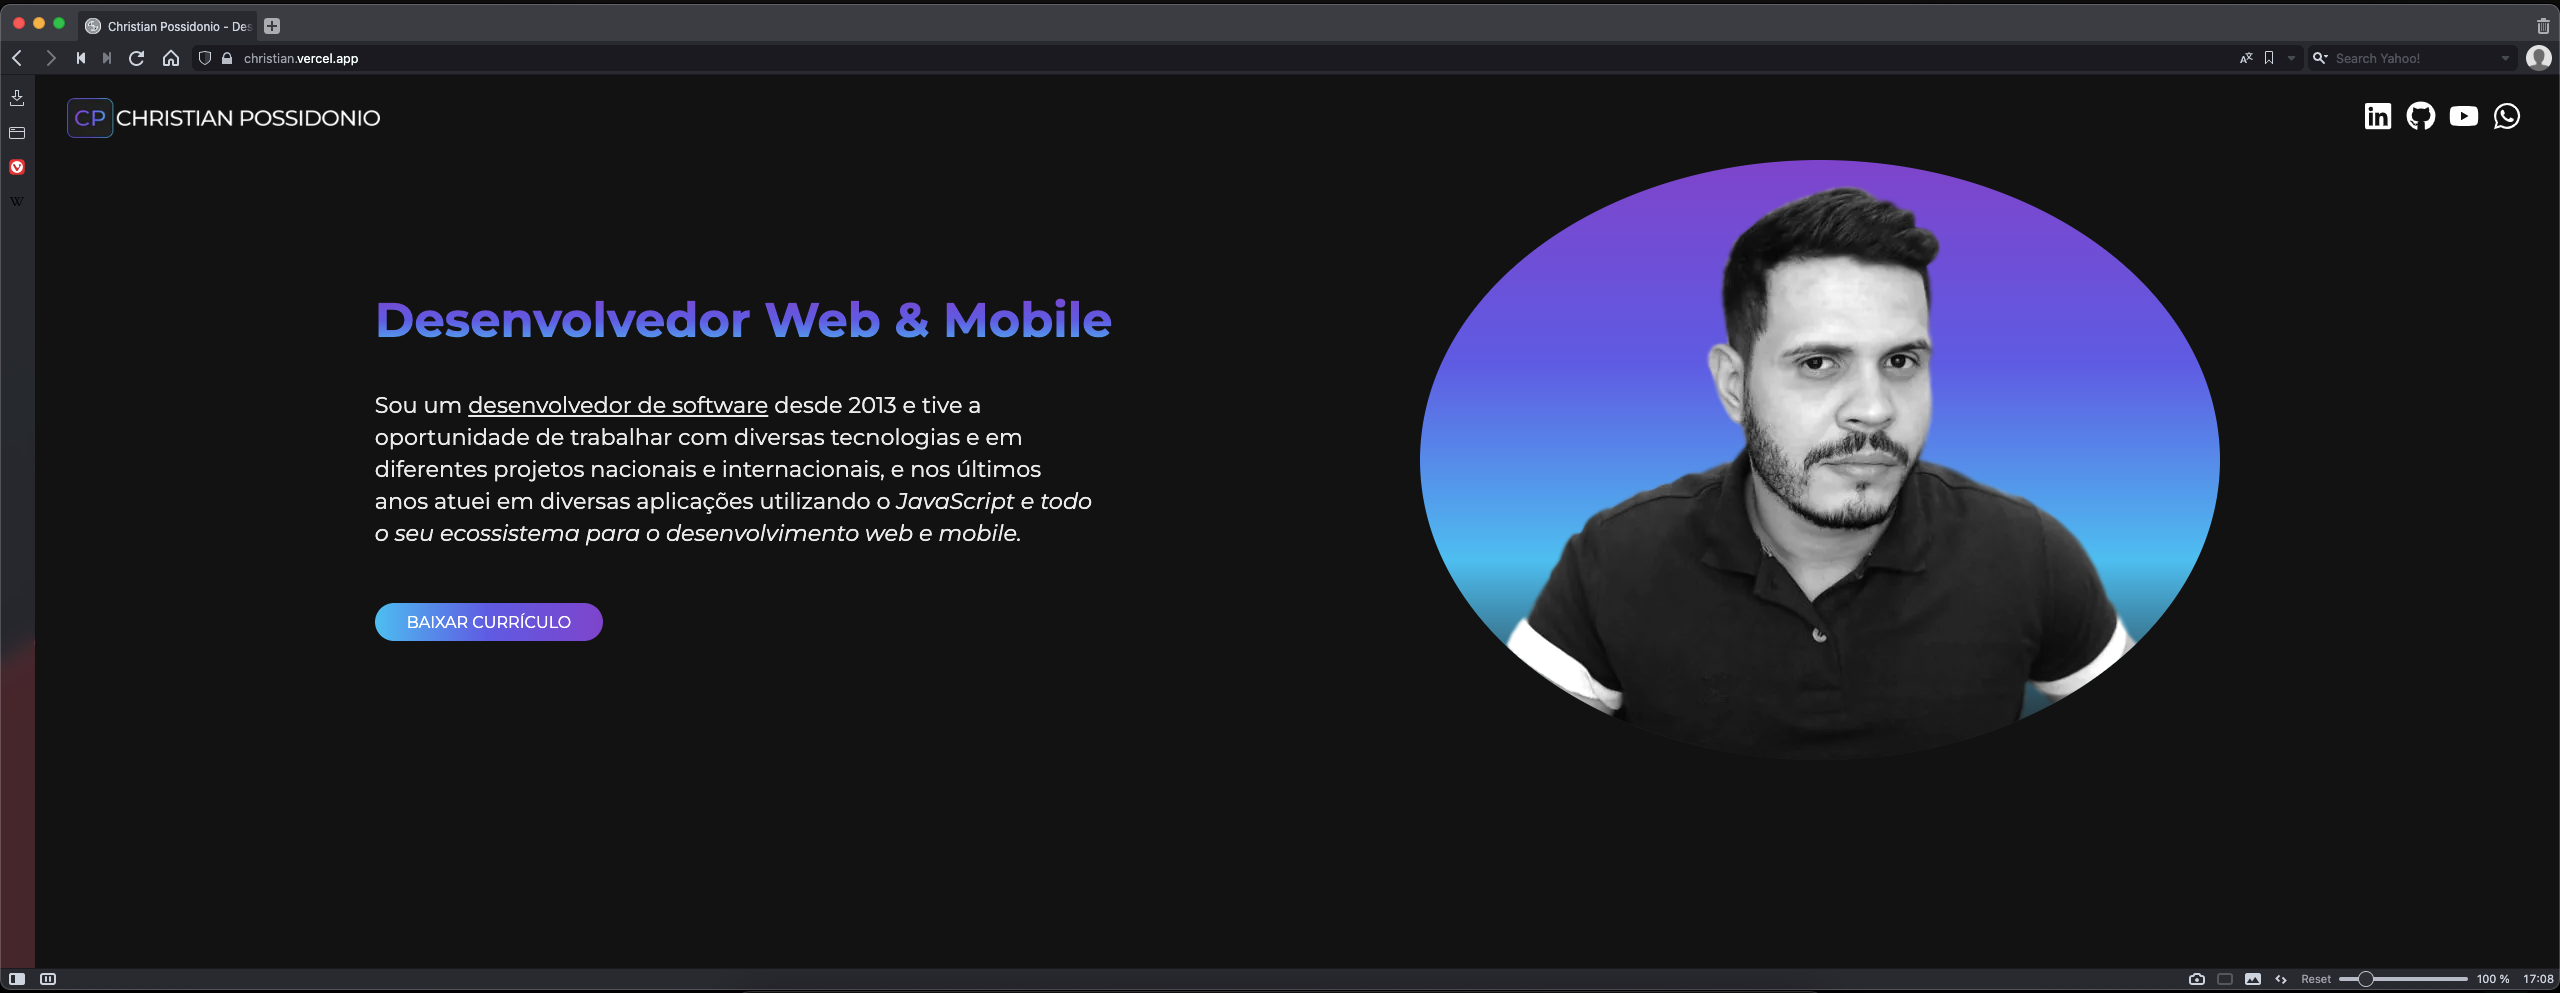 Christian Possidonio - Des
christian.vercel.app
Search Yahoo!
W
CP CHRISTIAN POSSIDONIO
in
Desenvolvedor Web & Mobile
Sou um desenvolvedor de software desde 2013 e tive a
oportunidade de trabalhar com diversas tecnologias e em
diferentes projetos nacionais e internacionais, e nos últimos
anos atuei em diversas aplicações utilizando o JavaScript e todo
o seu ecossistema para o desenvolvimento web e mobile.
BAIXAR CURRÍCULO
Reset 100 % 17:08